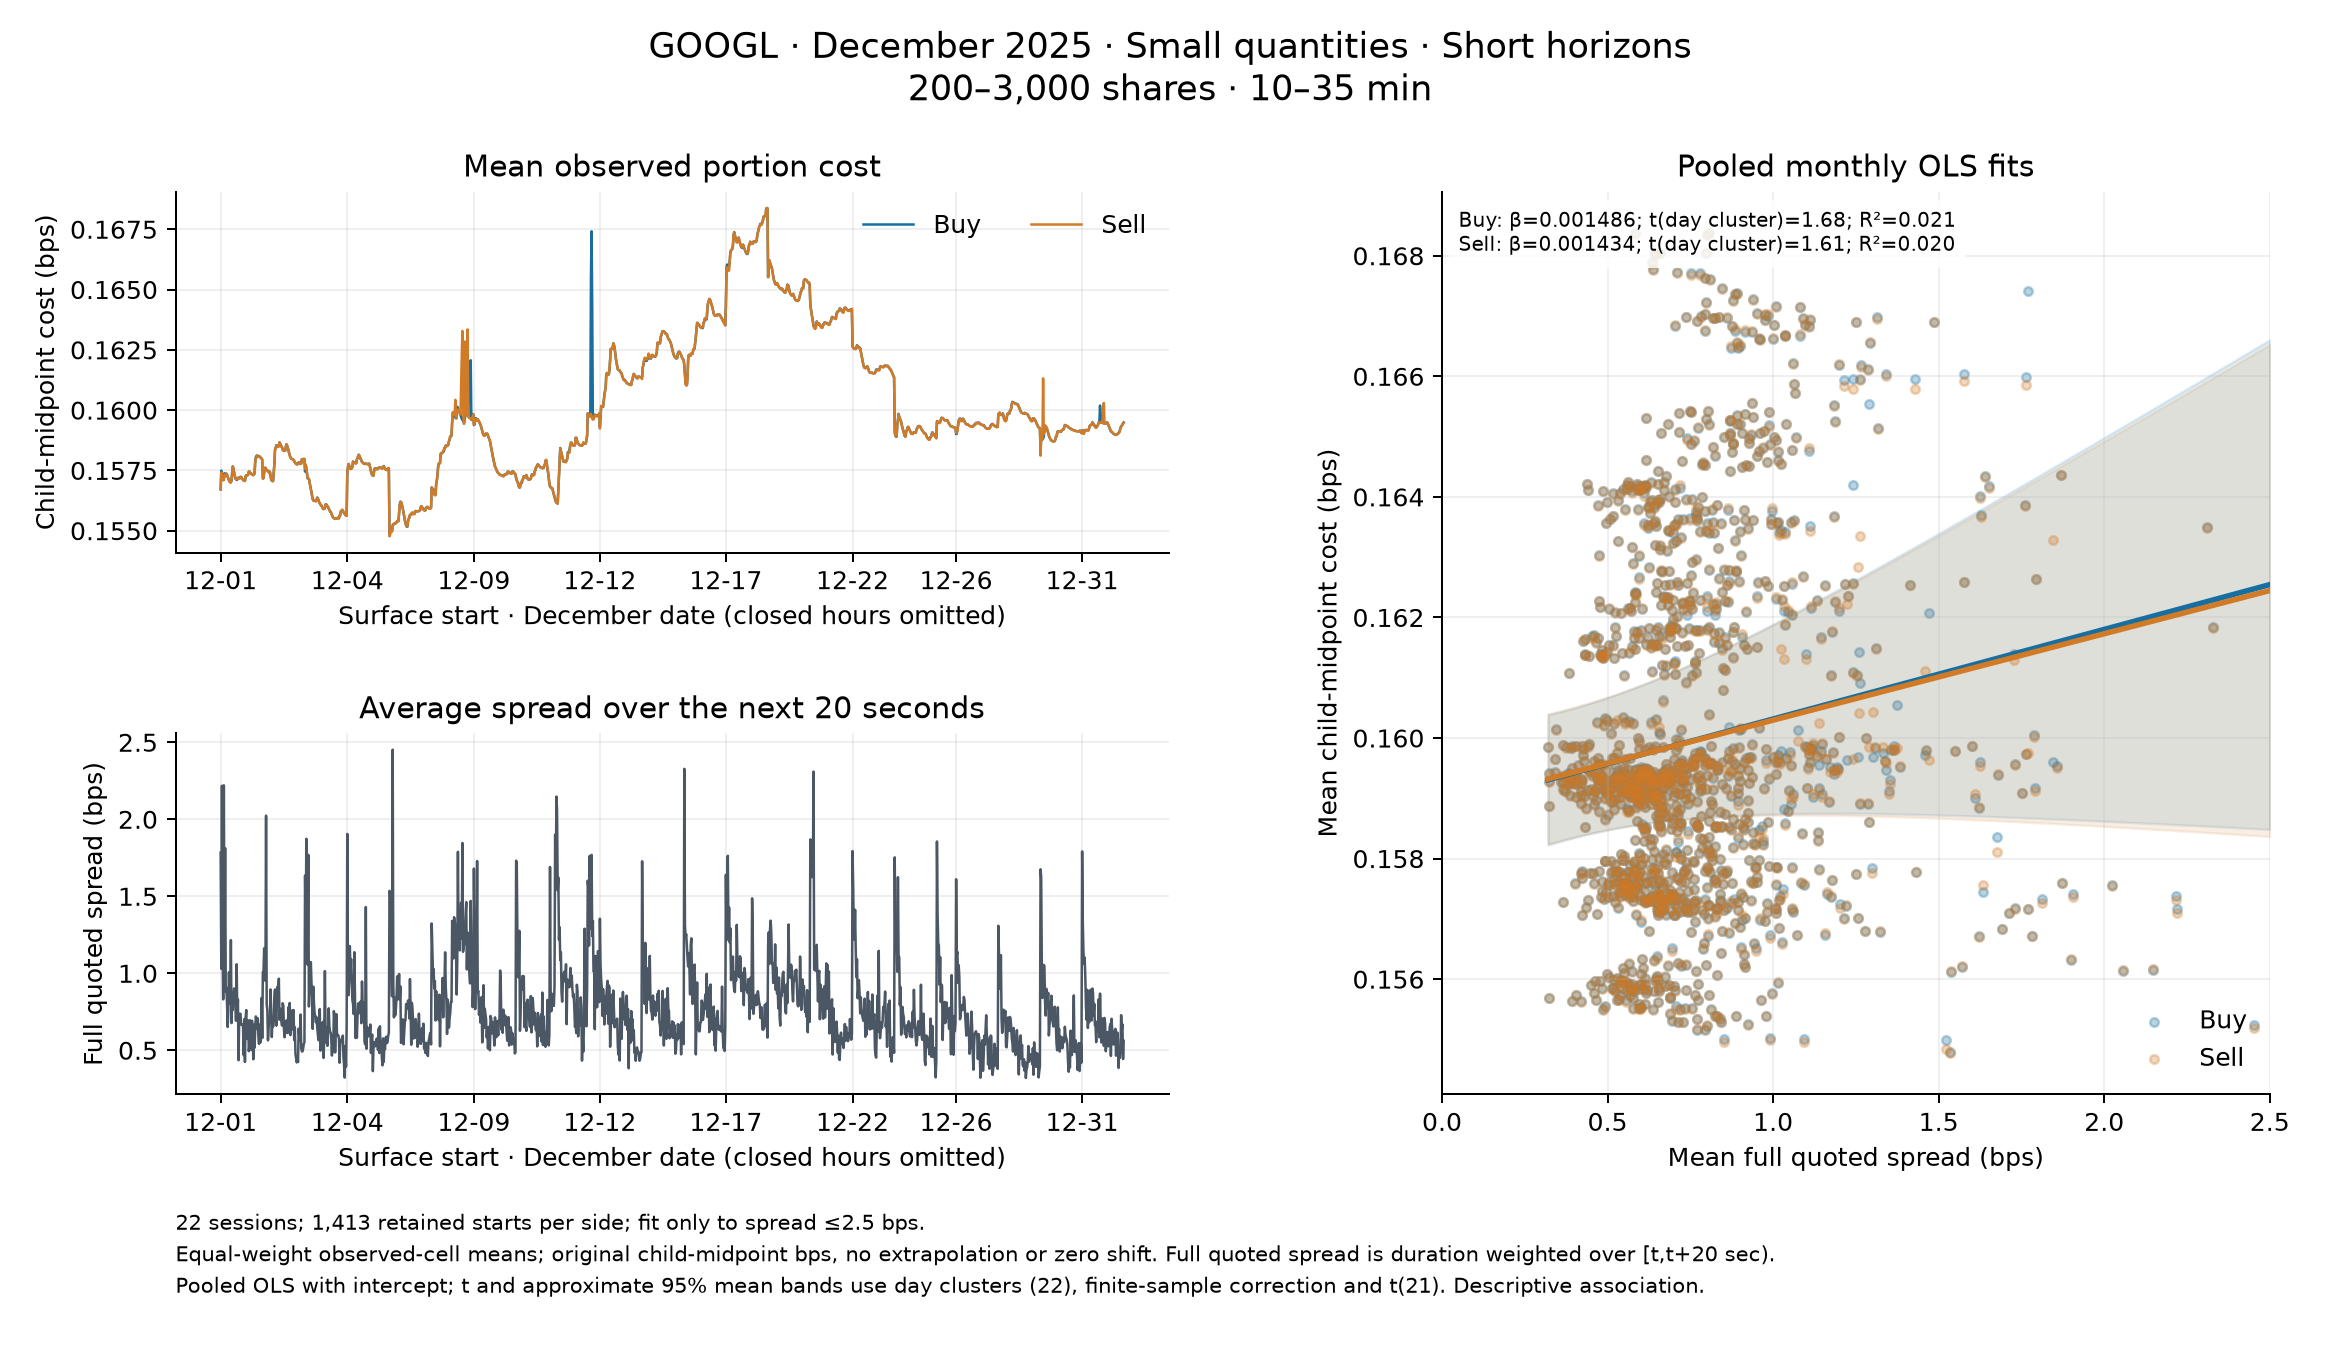 GOOGL · December 2025 · Small quantities · Short horizons
200–3,000 shares · 10–35 min
Mean observed portion cost
Child-midpoint cost (bps)
0.1675
0.1650
0.1625
0.1600
0.1575
0.1550
Buy
Sell
12-01
12-04
12-09
12-12
12-17
12-22
12-26
12-31
Surface start · December date (closed hours omitted)
Average spread over the next 20 seconds
Full quoted spread (bps)
2.5
2.0
1.5
1.0
0.5
12-01
12-04
12-09
12-12
12-17
12-22
12-26
12-31
Surface start · December date (closed hours omitted)
Pooled monthly OLS fits
Buy: β=0.001486; t(day cluster)=1.68; R²=0.021
Sell: β=0.001434; t(day cluster)=1.61; R²=0.020
Mean child-midpoint cost (bps)
0.168
0.166
0.164
0.162
0.160
0.158
0.156
Buy
Sell
0.0
0.5
1.0
1.5
2.0
2.5
Mean full quoted spread (bps)
22 sessions; 1,413 retained starts per side; fit only to spread ≤2.5 bps.
Equal-weight observed-cell means; original child-midpoint bps, no extrapolation or zero shift. Full quoted spread is duration weighted over [t,t+20 sec).
Pooled OLS with intercept; t and approximate 95% mean bands use day clusters (22), finite-sample correction and t(21). Descriptive association.